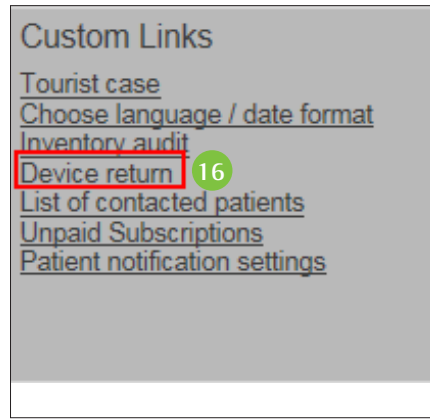 Custom Links
Tourist case
Choose language / date format
Inventory audit
Device return 16
List of contacted patients
Unpaid Subscriptions
Patient notification settings